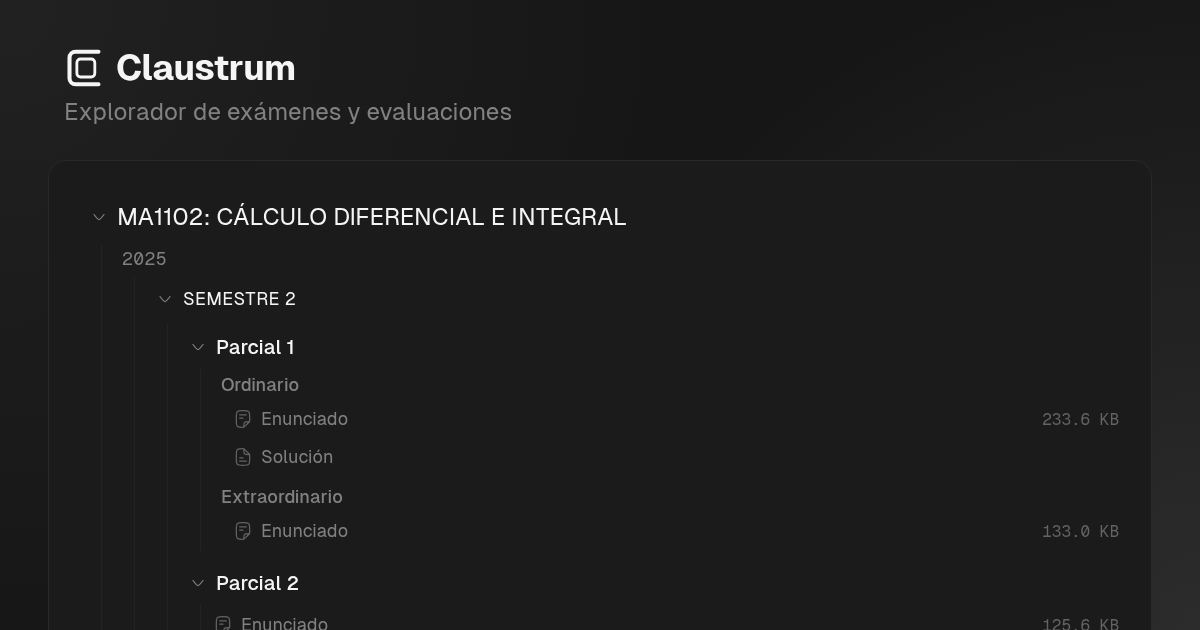 Claustrum
Explorador de exámenes y evaluaciones
MA1102: CÁLCULO DIFERENCIAL E INTEGRAL
2025
SEMESTRE 2
Parcial 1
Ordinario
Enunciado 233.6 KB
Solución
Extraordinario
Enunciado 133.0 KB
Parcial 2
Enunciado 125.6 KB